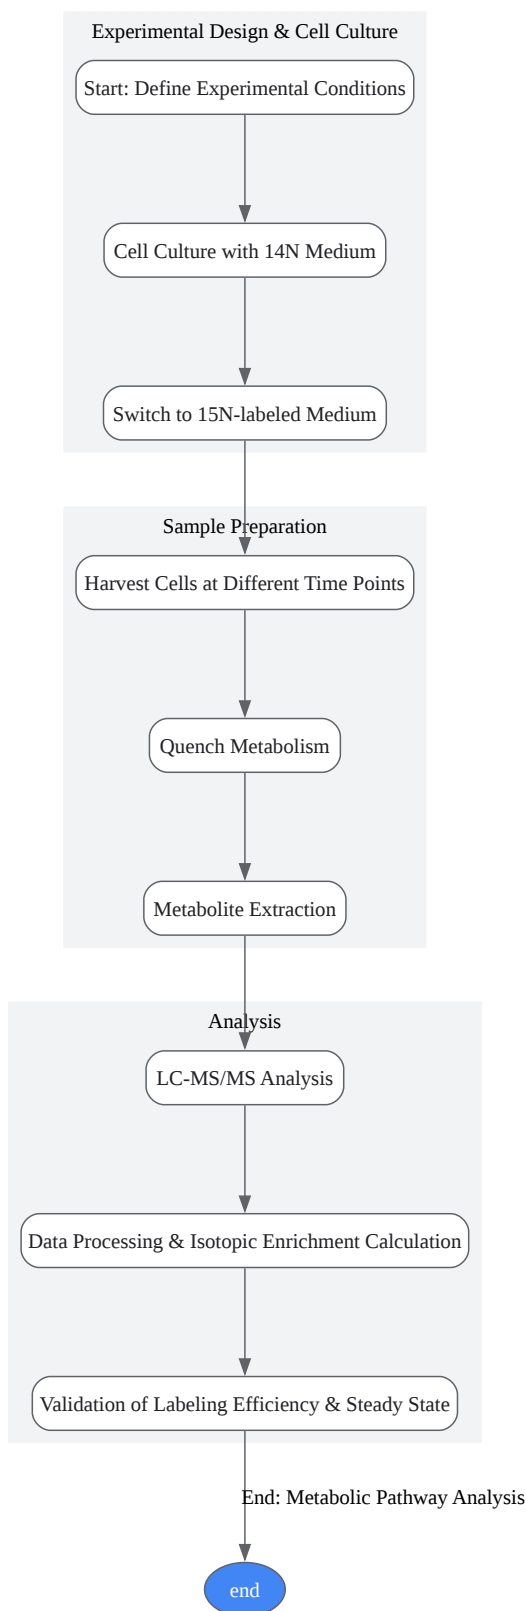 Experimental Design & Cell Culture
Start: Define Experimental Conditions
Cell Culture with 14N Medium
Switch to 15N-labeled Medium
Sample Preparation
Harvest Cells at Different Time Points
Quench Metabolism
Metabolite Extraction
Analysis
LC-MS/MS Analysis
Data Processing & Isotopic Enrichment Calculation
Validation of Labeling Efficiency & Steady State
End: Metabolic Pathway Analysis
end